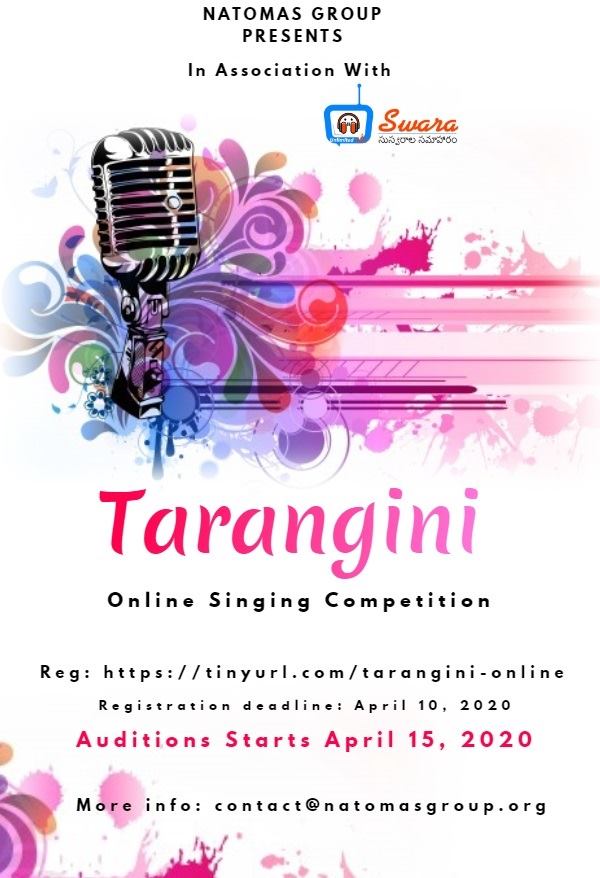 NATOMAS GROUP
PRESENTS
In Association With
Unlimited
Swara
సుస్వరాల సమాహారం
Tarangini
Online Singing Competition
Reg: https://tinyurl.com/tarangini-online
Registration deadline: April 10, 2020
Auditions Starts April 15, 2020
More info: contact@natomasgroup.org